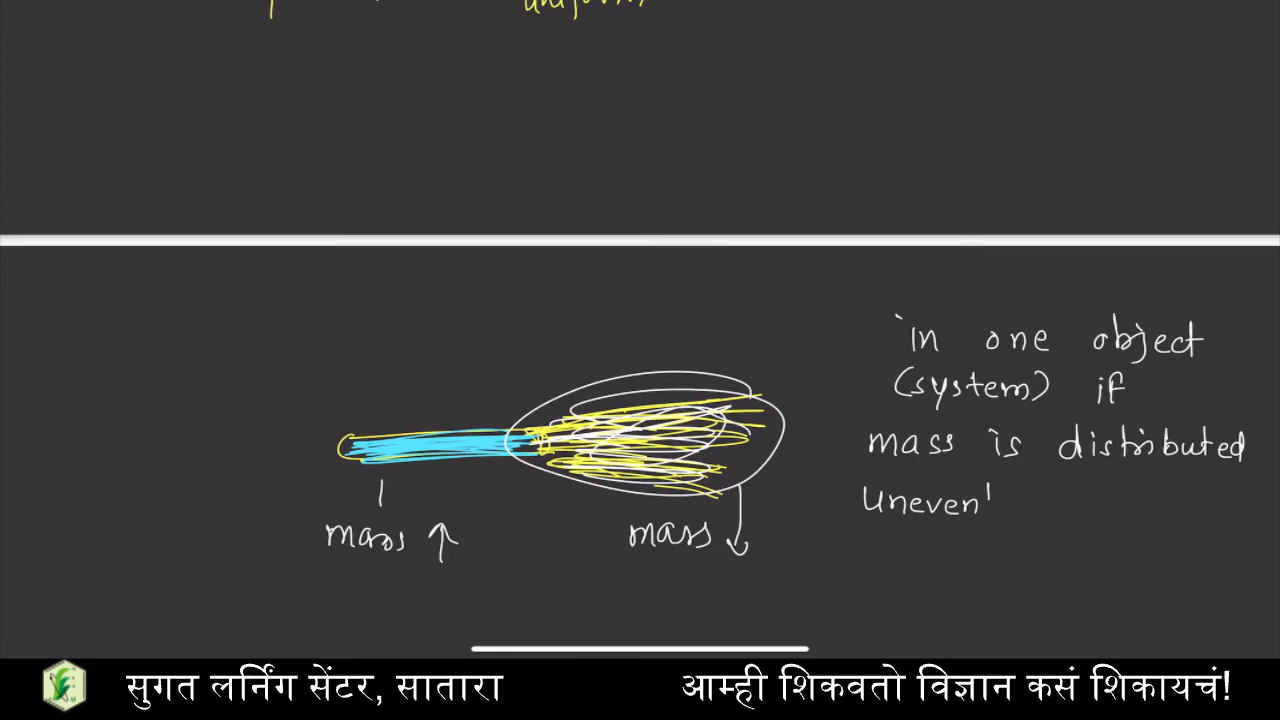 in one object
(system) if
mass is distributed
uneven
mass ↑
mass ↓
सुगत लर्निंग सेंटर, सातारा
आम्ही शिकवतो विज्ञान कसं शिकायचं!